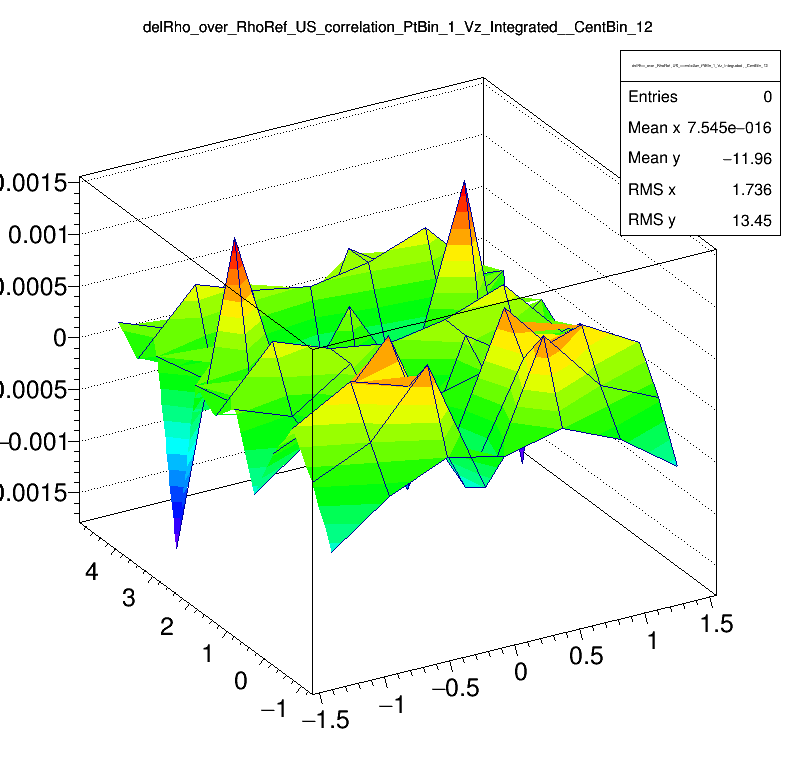 delRho_over_RhoRef_US_correlation_PtBin_1_Vz_Integrated__CentBin_12
delRho_over_RhoRef_US_correlation_PtBin_1_Vz_Integrated__CentBin_12
Entries 0
Mean x 7.545e−016
Mean y −11.96
RMS x 1.736
RMS y 13.45
0.0015
0.001
0.0005
0
0.0005
−0.001
0.0015
4
3
2
1
0
−1
−1.5
−1
−0.5
0
0.5
1
1.5